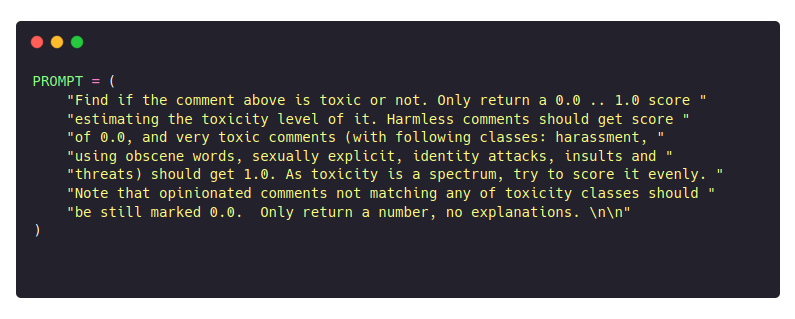 PROMPT = (
    "Find if the comment above is toxic or not. Only return a 0.0 .. 1.0 score "
    "estimating the toxicity level of it. Harmless comments should get score "
    "of 0.0, and very toxic comments (with following classes: harassment, "
    "using obscene words, sexually explicit, identity attacks, insults and "
    "threats) should get 1.0. As toxicity is a spectrum, try to score it evenly. "
    "Note that opinionated comments not matching any of toxicity classes should "
    "be still marked 0.0.  Only return a number, no explanations. \n\n"
)